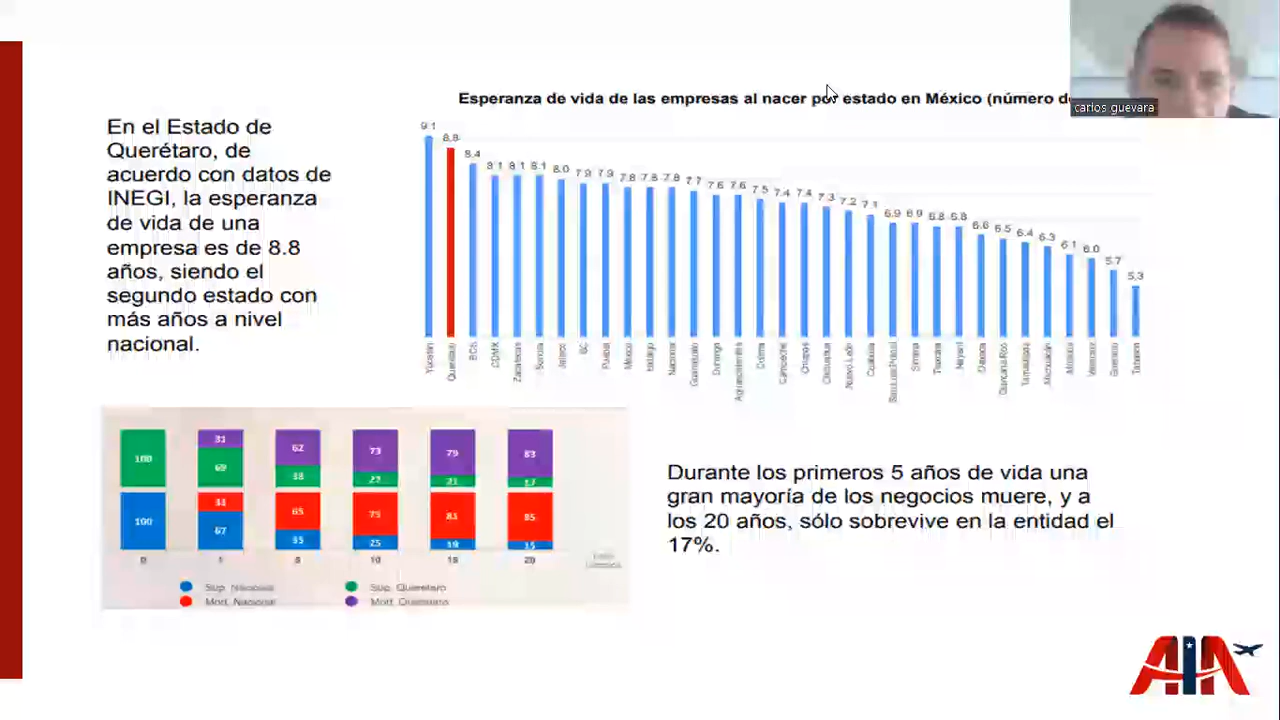 Esperanza de vida de las empresas al nacer por estado en México (número de
carlos guevara
En el Estado de
Querétaro, de
acuerdo con datos de
INEGI, la esperanza
de vida de una
empresa es de 8.8
años, siendo el
segundo estado con
más años a nivel
nacional.
9.1 8.8 8.4 8.1 8.1 8.1 8.0 7.9 7.9 7.8 7.8 7.8 7.7 7.6 7.6 7.5 7.4 7.4 7.3 7.2 7.1 6.9 6.9 6.8 6.8 6.6 6.5 6.4 6.3 6.1 6.0 5.7 5.3
Yucatán Querétaro BCS CDMX Zacatecas Sonora Jalisco BC Puebla México Hidalgo Nacional Guanajuato Durango Aguascalientes Colima Campeche Chiapas Chihuahua Nuevo León Coahuila San Luis Potosí Sinaloa Tlaxcala Nayarit Oaxaca Quintana Roo Tamaulipas Michoacán Morelos Veracruz Guerrero Tabasco
100 31 62 73 79 83
69 38 27 21 17
100 33 65 75 81 85
67 35 25 19 15
0 1 5 10 15 20
Sup. Nacional Sup. Querétaro
Mort. Nacional Mort. Querétaro
Durante los primeros 5 años de vida una
gran mayoría de los negocios muere, y a
los 20 años, sólo sobrevive en la entidad el
17%.
AIA